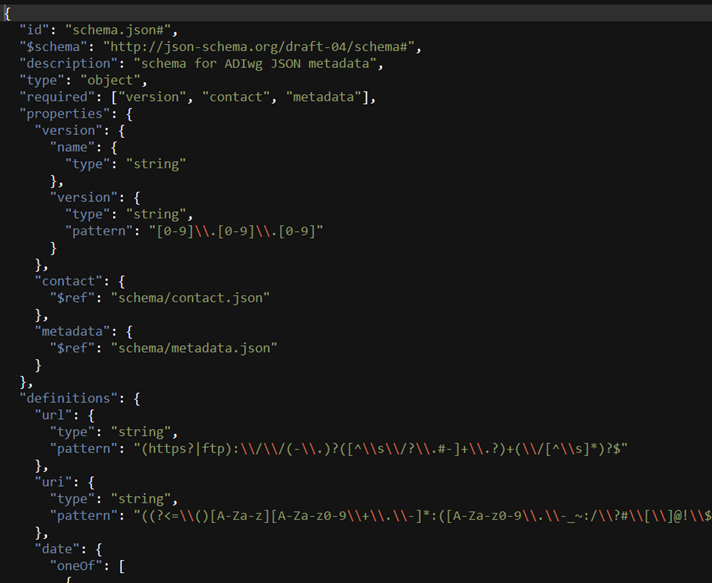 {
  "id": "schema.json#",
  "$schema": "http://json-schema.org/draft-04/schema#",
  "description": "schema for ADIwg JSON metadata",
  "type": "object",
  "required": ["version", "contact", "metadata"],
  "properties": {
    "version": {
      "name": {
        "type": "string"
      },
      "version": {
        "type": "string",
        "pattern": "[0-9]\\.[0-9]\\.[0-9]"
      }
    },
    "contact": {
      "$ref": "schema/contact.json"
    },
    "metadata": {
      "$ref": "schema/metadata.json"
    }
  },
  "definitions": {
    "url": {
      "type": "string",
      "pattern": "(https?|ftp):\\/\\/(-\\.)?([^\\s\\/?\\.#-]+\\.?)+(\\/[^\\s]*)?$"
    },
    "uri": {
      "type": "string",
      "pattern": "((?<=\\()[A-Za-z][A-Za-z0-9\\+\\.\\-]*:([A-Za-z0-9\\.\\-_~:/\\?#\\[\\]@!\\$
    },
    "date": {
      "oneOf": [
        {